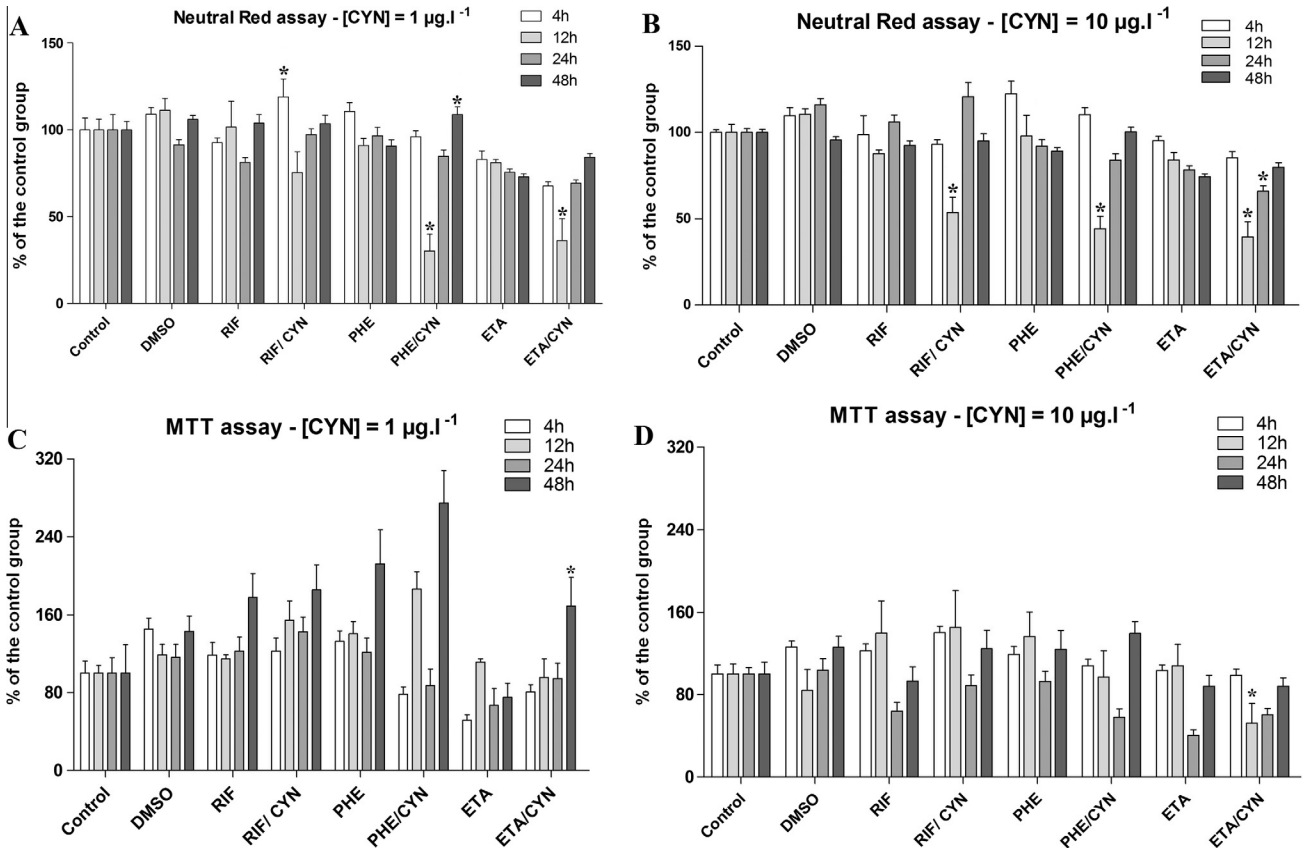 A
Neutral Red assay - [CYN] = 1 µg.l -1
4h
12h
24h
48h
% of the control group
150
100
50
0
*
*
*
*
Control
DMSO
RIF
RIF/ CYN
PHE
PHE/CYN
ETA
ETA/CYN
B
Neutral Red assay - [CYN] = 10 µg.l -1
4h
12h
24h
48h
% of the control group
150
100
50
0
*
*
*
*
Control
DMSO
RIF
RIF/ CYN
PHE
PHE/CYN
ETA
ETA/CYN
C
MTT assay - [CYN] = 1 µg.l -1
4h
12h
24h
48h
% of the control group
320
240
160
80
0
*
Control
DMSO
RIF
RIF/ CYN
PHE
PHE/CYN
ETA
ETA/CYN
D
MTT assay - [CYN] = 10 µg.l -1
4h
12h
24h
48h
% of the control group
320
240
160
80
0
*
Control
DMSO
RIF
RIF/ CYN
PHE
PHE/CYN
ETA
ETA/CYN